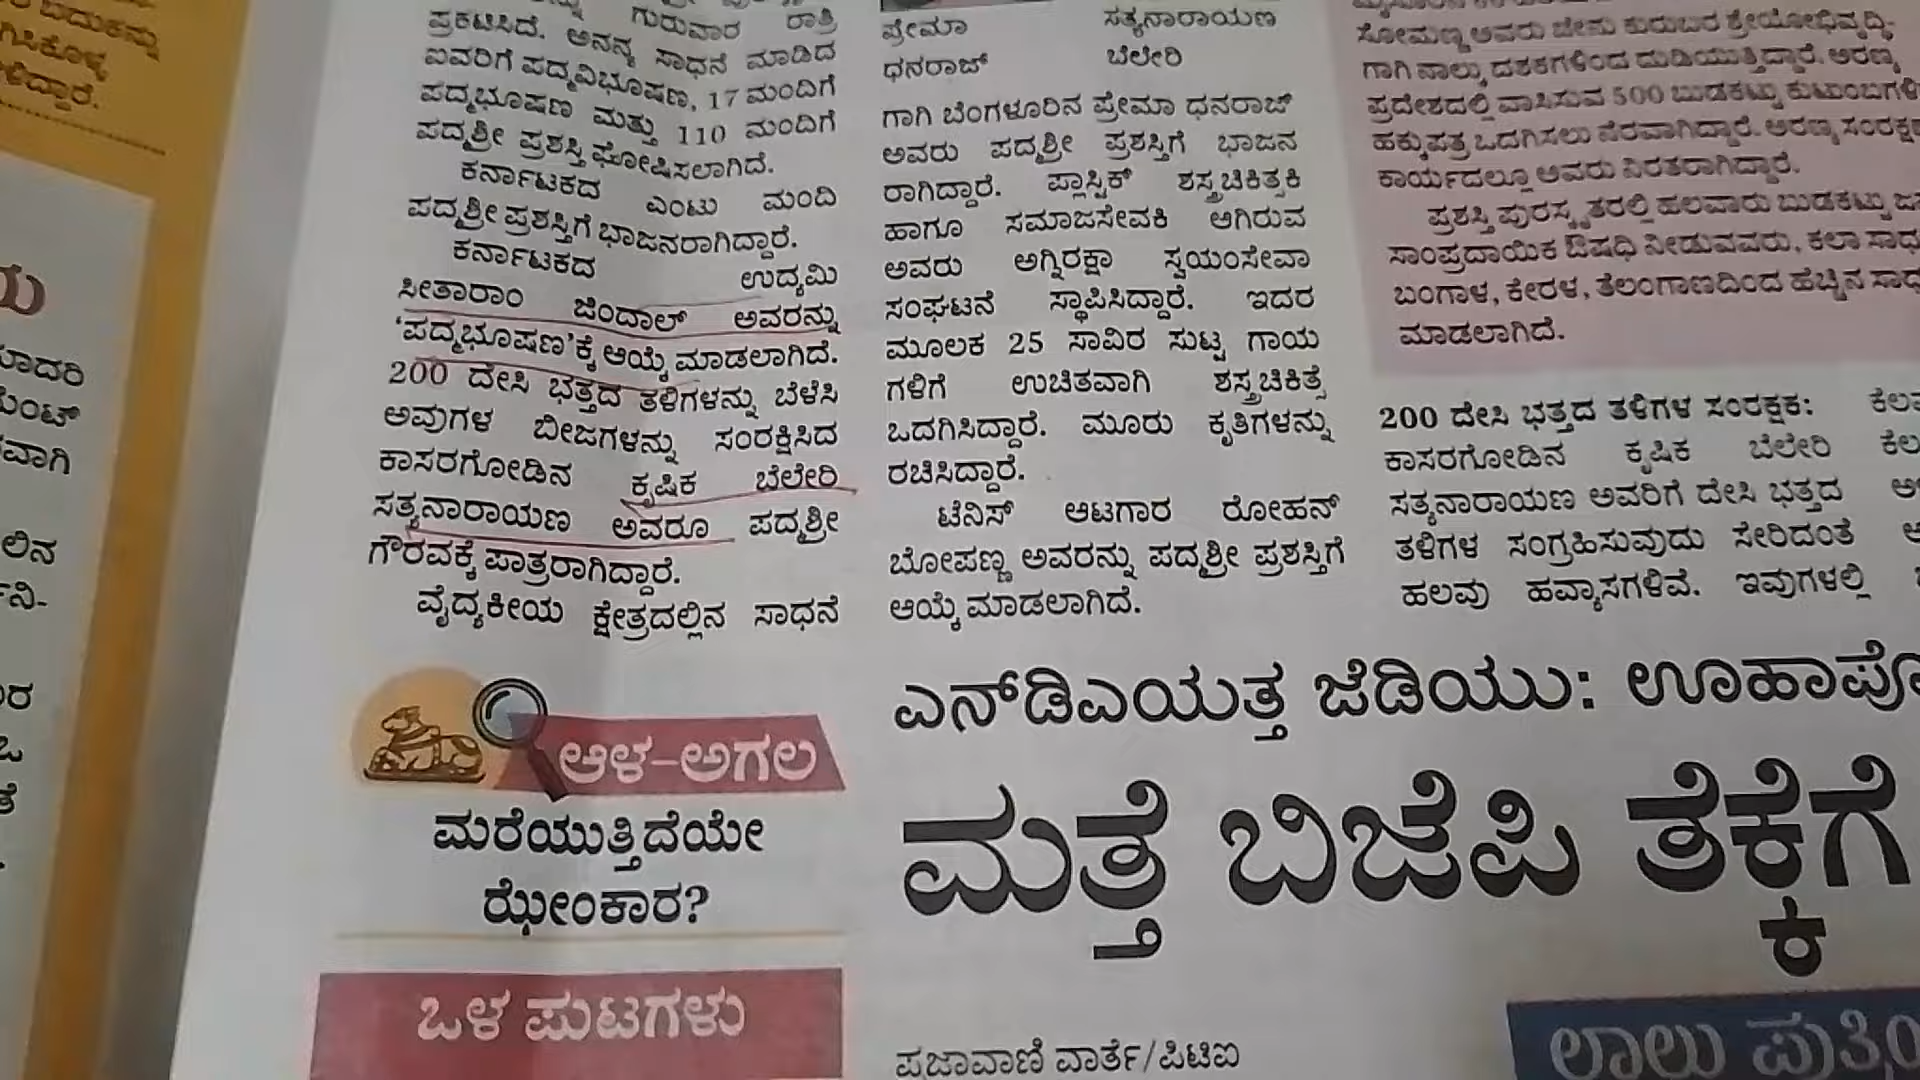 ಗುರುವಾರ ರಾತ್ರಿ
ಪ್ರಕಟಿಸಿದೆ. ಅನನ್ಯ ಸಾಧನೆ ಮಾಡಿದ
ಐವರಿಗೆ ಪದ್ಮವಿಭೂಷಣ, 17 ಮಂದಿಗೆ
ಪದ್ಮಭೂಷಣ ಮತ್ತು 110 ಮಂದಿಗೆ
ಪದ್ಮಶ್ರೀ ಪ್ರಶಸ್ತಿ ಘೋಷಿಸಲಾಗಿದೆ.
ಕರ್ನಾಟಕದ ಎಂಟು ಮಂದಿ
ಪದ್ಮಶ್ರೀ ಪ್ರಶಸ್ತಿಗೆ ಭಾಜನರಾಗಿದ್ದಾರೆ.
ಕರ್ನಾಟಕದ ಉದ್ಯಮಿ
ಸೀತಾರಾಂ ಜಿಂದಾಲ್ ಅವರನ್ನು
‘ಪದ್ಮಭೂಷಣ’ಕ್ಕೆ ಆಯ್ಕೆ ಮಾಡಲಾಗಿದೆ.
200 ದೇಸಿ ಭತ್ತದ ತಳಿಗಳನ್ನು ಬೆಳೆಸಿ
ಅವುಗಳ ಬೀಜಗಳನ್ನು ಸಂರಕ್ಷಿಸಿದ
ಕಾಸರಗೋಡಿನ ಕೃಷಿಕ ಬೆಲೇರಿ
ಸತ್ಯನಾರಾಯಣ ಅವರೂ ಪದ್ಮಶ್ರೀ
ಗೌರವಕ್ಕೆ ಪಾತ್ರರಾಗಿದ್ದಾರೆ.
ವೈದ್ಯಕೀಯ ಕ್ಷೇತ್ರದಲ್ಲಿನ ಸಾಧನೆ
ಪ್ರೇಮಾ ಸತ್ಯನಾರಾಯಣ
ಧನರಾಜ್ ಬೆಲೇರಿ
ಗಾಗಿ ಬೆಂಗಳೂರಿನ ಪ್ರೇಮಾ ಧನರಾಜ್
ಅವರು ಪದ್ಮಶ್ರೀ ಪ್ರಶಸ್ತಿಗೆ ಭಾಜನ
ರಾಗಿದ್ದಾರೆ. ಪ್ಲಾಸ್ಟಿಕ್ ಶಸ್ತ್ರಚಿಕಿತ್ಸಕಿ
ಹಾಗೂ ಸಮಾಜಸೇವಕಿ ಆಗಿರುವ
ಅವರು ಅಗ್ನಿರಕ್ಷಾ ಸ್ವಯಂಸೇವಾ
ಸಂಘಟನೆ ಸ್ಥಾಪಿಸಿದ್ದಾರೆ. ಇದರ
ಮೂಲಕ 25 ಸಾವಿರ ಸುಟ್ಟ ಗಾಯ
ಗಳಿಗೆ ಉಚಿತವಾಗಿ ಶಸ್ತ್ರಚಿಕಿತ್ಸೆ
ಒದಗಿಸಿದ್ದಾರೆ. ಮೂರು ಕೃತಿಗಳನ್ನು
ರಚಿಸಿದ್ದಾರೆ.
ಟೆನಿಸ್ ಆಟಗಾರ ರೋಹನ್
ಬೋಪಣ್ಣ ಅವರನ್ನು ಪದ್ಮಶ್ರೀ ಪ್ರಶಸ್ತಿಗೆ
ಆಯ್ಕೆ ಮಾಡಲಾಗಿದೆ.
ಸೋಮಣ್ಣ ಅವರು ಜೇನು ಕುರುಬರ ಶ್ರೇಯೋಭಿವೃದ್ಧಿ-
ಗಾಗಿ ನಾಲ್ಕು ದಶಕಗಳಿಂದ ದುಡಿಯುತ್ತಿದ್ದಾರೆ. ಅರಣ್ಯ
ಪ್ರದೇಶದಲ್ಲಿ ವಾಸಿಸುವ 500 ಬುಡಕಟ್ಟು
ಹಕ್ಕುಪತ್ರ ಒದಗಿಸಲು ನೆರವಾಗಿದ್ದಾರೆ. ಅರಣ್ಯ
ಕಾರ್ಯದಲ್ಲೂ ಅವರು ನಿರತರಾಗಿದ್ದಾರೆ.
ಪ್ರಶಸ್ತಿ ಪುರಸ್ಕೃತರಲ್ಲಿ ಹಲವಾರು ಬುಡಕಟ್ಟು
ಸಾಂಪ್ರದಾಯಿಕ ಔಷಧಿ ನೀಡುವವರು, ಕಲಾ
ಬಂಗಾಳ, ಕೇರಳ, ತೆಲಂಗಾಣದಿಂದ ಹೆಚ್ಚಿನ
ಮಾಡಲಾಗಿದೆ.
200 ದೇಸಿ ಭತ್ತದ ತಳಿಗಳ ಸಂರಕ್ಷಕ:
ಕಾಸರಗೋಡಿನ ಕೃಷಿಕ ಬೆಲೇರಿ
ಸತ್ಯನಾರಾಯಣ ಅವರಿಗೆ ದೇಸಿ ಭತ್ತದ
ತಳಿಗಳ ಸಂಗ್ರಹಿಸುವುದು ಸೇರಿದಂತೆ
ಹಲವು ಹವ್ಯಾಸಗಳಿವೆ. ಇವುಗಳಲ್ಲಿ
ಆಳ-ಅಗಲ
ಮರೆಯುತ್ತಿದೆಯೇ
ಝೇಂಕಾರ?
ಒಳ ಪುಟಗಳು
ಎನ್‌ಡಿಎಯತ್ತ ಜೆಡಿಯು:
ಮತ್ತೆ ಬಿಜೆಪಿ ತೆಕ್ಕೆಗೆ
ಪ್ರಜಾವಾಣಿ ವಾರ್ತೆ/ಪಿಟಿಐ
ಲಾಲು